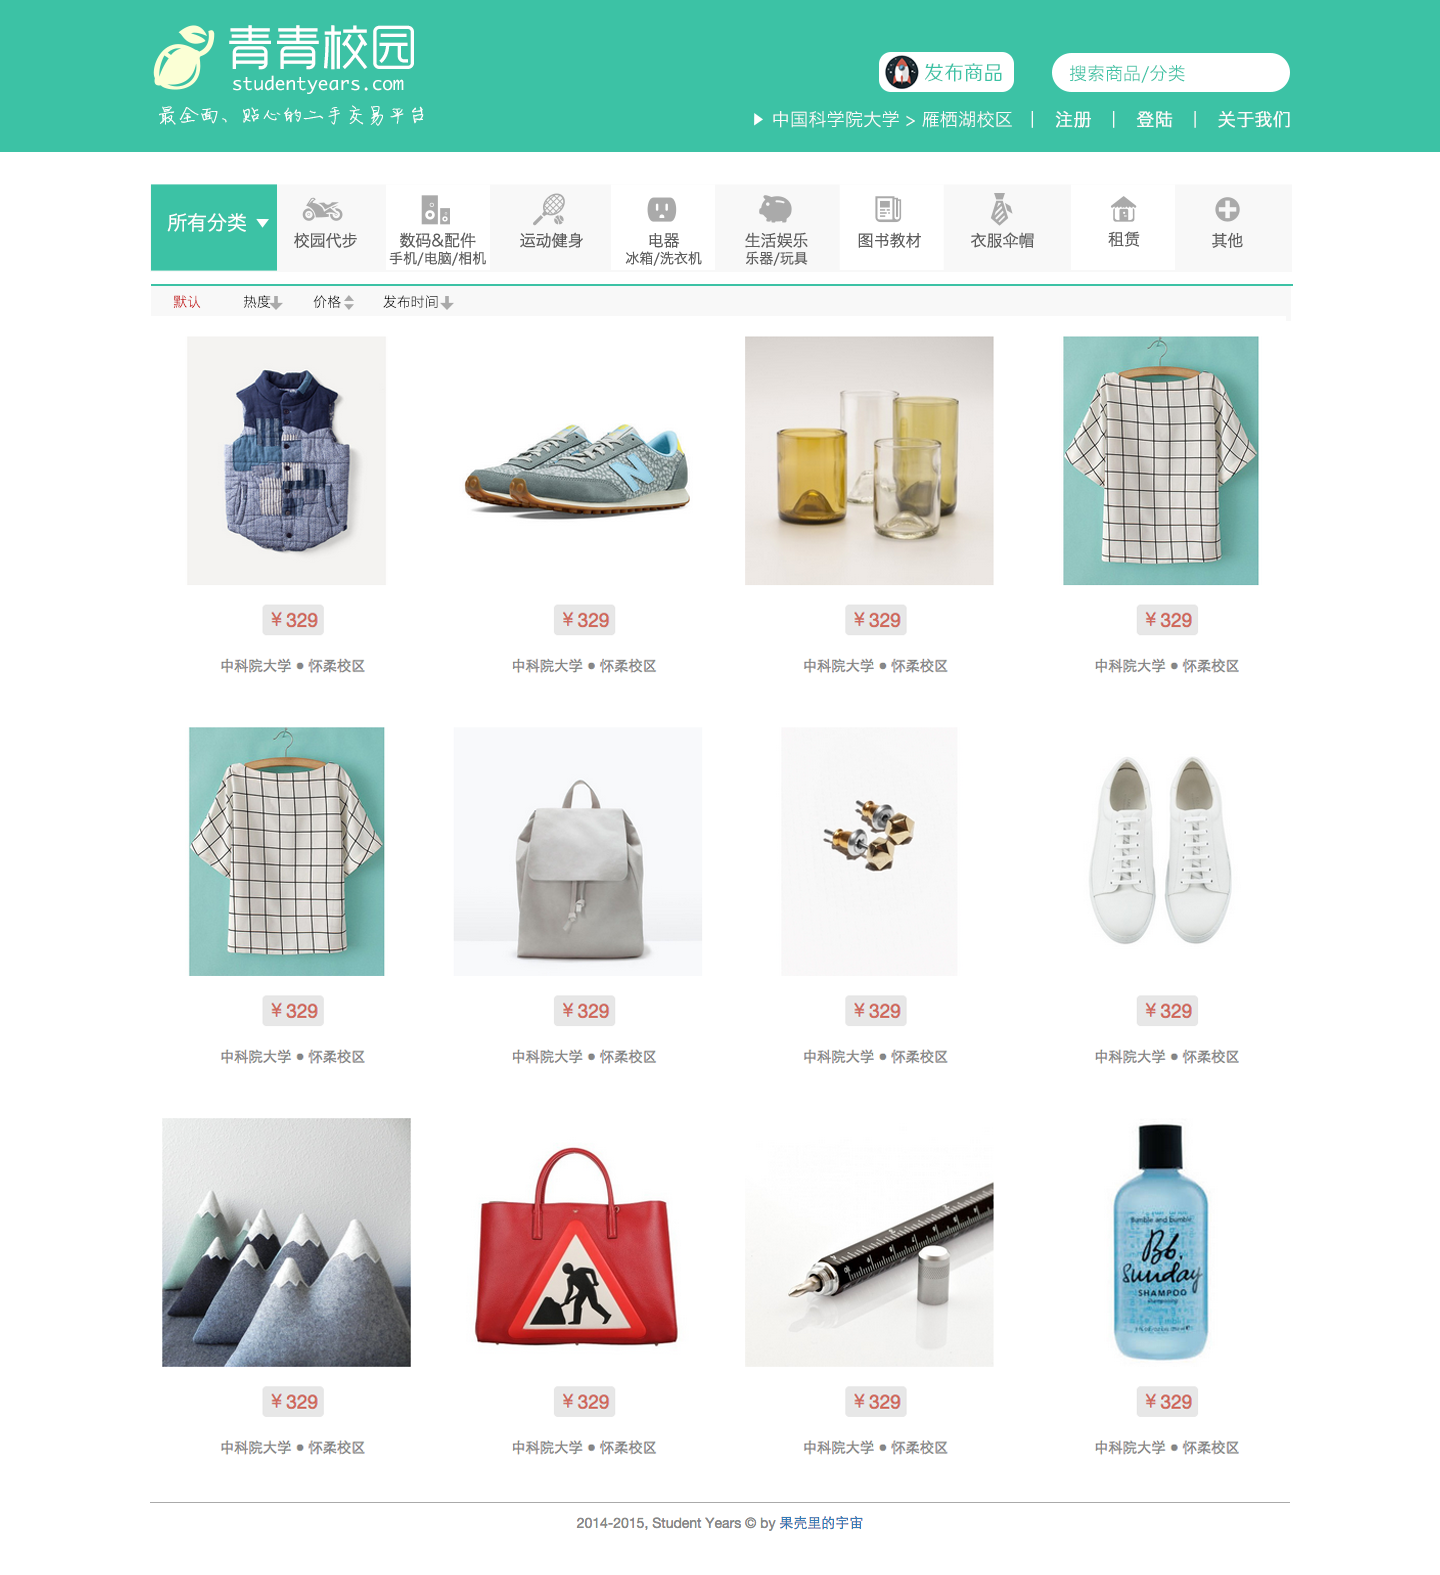 青青校园
studentyears.com
最全面、贴心的二手交易平台
发布商品
搜索商品/分类
中国科学院大学 > 雁栖湖校区 | 注册 | 登陆 | 关于我们
所有分类
校园代步
数码&配件
手机/电脑/相机
运动健身
电器
冰箱/洗衣机
生活娱乐
乐器/玩具
图书教材
衣服伞帽
租赁
其他
默认 热度 价格 发布时间
N
¥329 ¥329 ¥329 ¥329
中科院大学 ● 怀柔校区 中科院大学 ● 怀柔校区 中科院大学 ● 怀柔校区 中科院大学 ● 怀柔校区
¥329 ¥329 ¥329 ¥329
中科院大学 ● 怀柔校区 中科院大学 ● 怀柔校区 中科院大学 ● 怀柔校区 中科院大学 ● 怀柔校区
Bumble and bumble
Bb.
Sunday
SHAMPOO
¥329 ¥329 ¥329 ¥329
中科院大学 ● 怀柔校区 中科院大学 ● 怀柔校区 中科院大学 ● 怀柔校区 中科院大学 ● 怀柔校区
2014-2015, Student Years © by 果壳里的宇宙